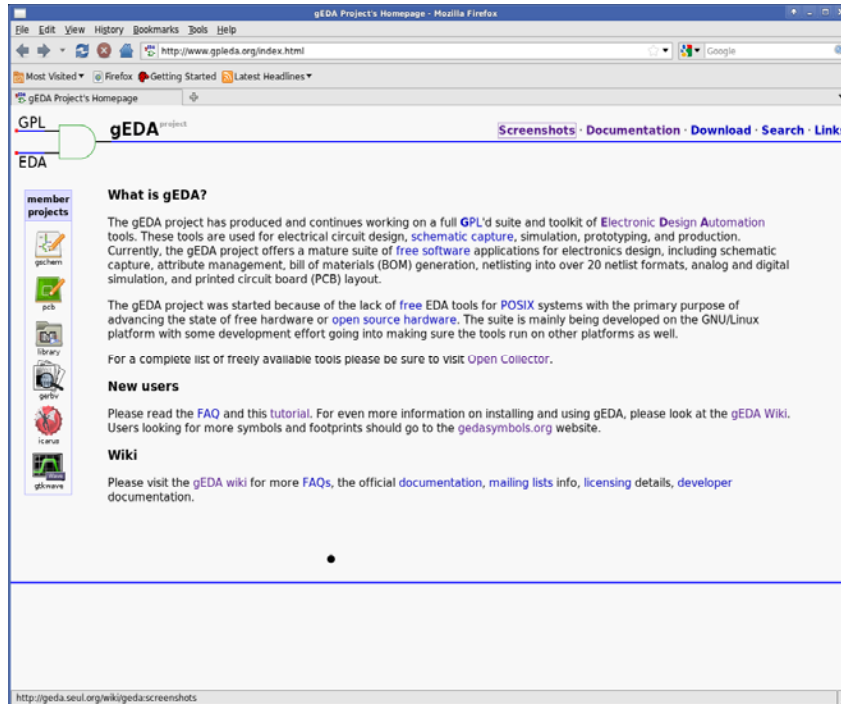 gEDA Project's Homepage - Mozilla Firefox
File Edit View History Bookmarks Tools Help
http://www.gpleda.org/index.html
Google
Most Visited Firefox Getting Started Latest Headlines
gEDA Project's Homepage
GPL
EDA
gEDA project
Screenshots · Documentation · Download · Search · Links
member
projects
gschem
pcb
library
gerbv
icarus
gtkwave
What is gEDA?
The gEDA project has produced and continues working on a full GPL'd suite and toolkit of Electronic Design Automation
tools. These tools are used for electrical circuit design, schematic capture, simulation, prototyping, and production.
Currently, the gEDA project offers a mature suite of free software applications for electronics design, including schematic
capture, attribute management, bill of materials (BOM) generation, netlisting into over 20 netlist formats, analog and digital
simulation, and printed circuit board (PCB) layout.
The gEDA project was started because of the lack of free EDA tools for POSIX systems with the primary purpose of
advancing the state of free hardware or open source hardware. The suite is mainly being developed on the GNU/Linux
platform with some development effort going into making sure the tools run on other platforms as well.
For a complete list of freely available tools please be sure to visit Open Collector.
New users
Please read the FAQ and this tutorial. For even more information on installing and using gEDA, please look at the gEDA Wiki.
Users looking for more symbols and footprints should go to the gedasymbols.org website.
Wiki
Please visit the gEDA wiki for more FAQs, the official documentation, mailing lists info, licensing details, developer
documentation.
http://geda.seul.org/wiki/geda:screenshots